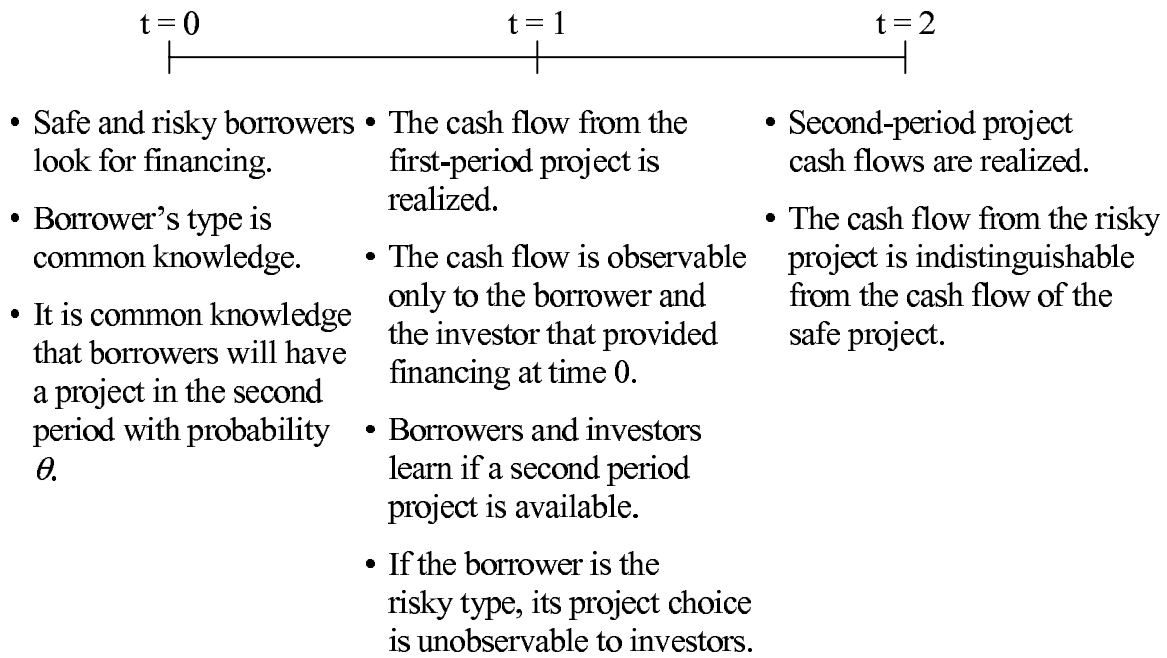 t = 0
t = 1
t = 2
• Safe and risky borrowers
look for financing.
• Borrower's type is
common knowledge.
• It is common knowledge
that borrowers will have
a project in the second
period with probability
θ.
• The cash flow from the
first-period project is
realized.
• The cash flow is observable
only to the borrower and
the investor that provided
financing at time 0.
• Borrowers and investors
learn if a second period
project is available.
• If the borrower is the
risky type, its project choice
is unobservable to investors.
• Second-period project
cash flows are realized.
• The cash flow from the risky
project is indistinguishable
from the cash flow of the
safe project.